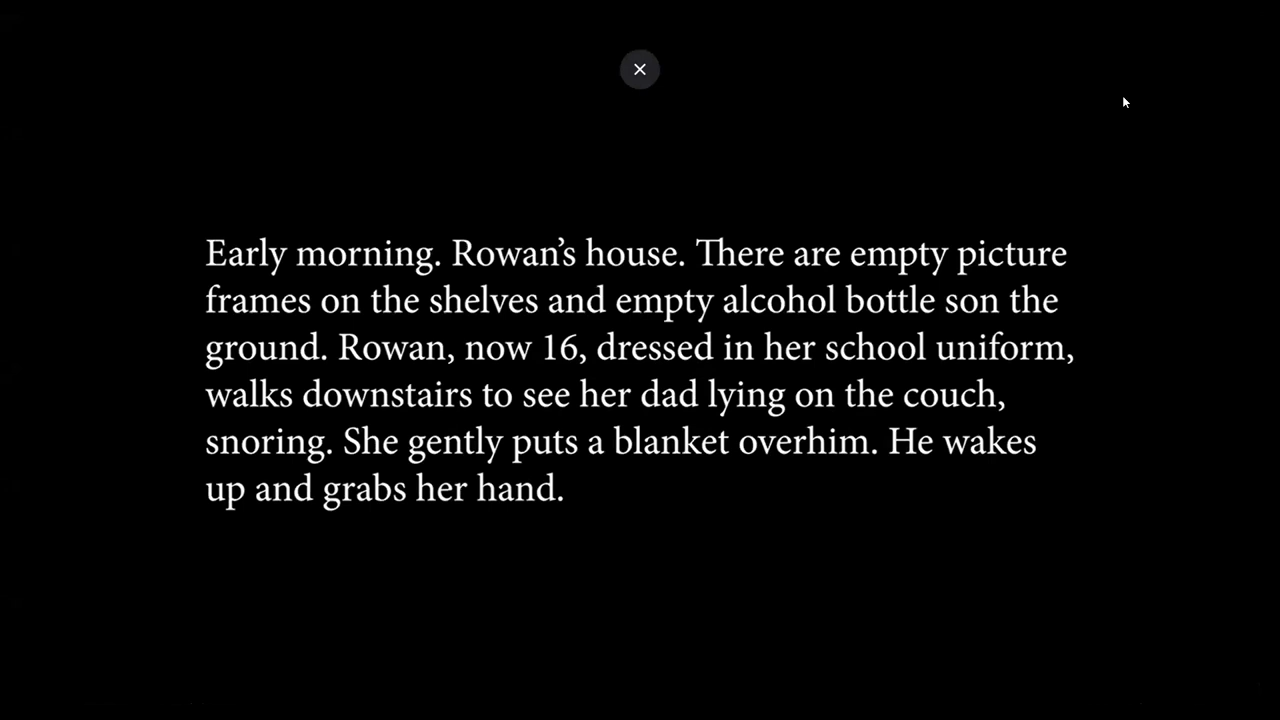 Early morning. Rowan’s house. There are empty picture
frames on the shelves and empty alcohol bottle son the
ground. Rowan, now 16, dressed in her school uniform,
walks downstairs to see her dad lying on the couch,
snoring. She gently puts a blanket overhim. He wakes
up and grabs her hand.